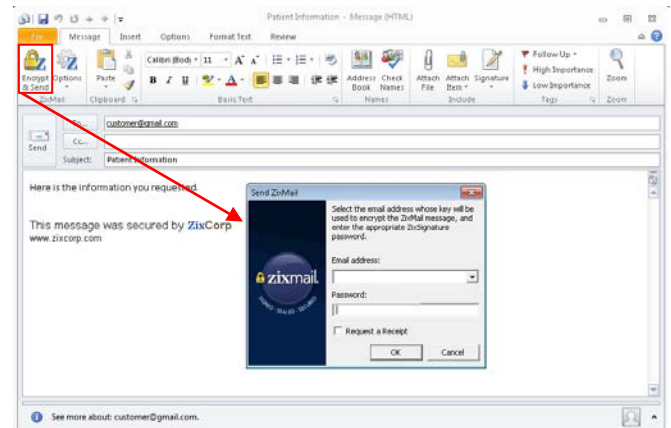 Patient Information - Message (HTML)
File Message Insert Options Format Text Review
Encrypt & Send
Options
Paste
Calibri (Body) 11
B I U
Address Book
Check Names
Attach File
Attach Item
Signature
Follow Up
High Importance
Low Importance
Zoom
ZixMail Clipboard Basic Text Names Include Tags Zoom
Send
To...
customer@gmail.com
Cc...
Subject: Patient Information
Here is the information you requested.
This message was secured by ZixCorp
www.zixcorp.com
Send ZixMail
Select the email address whose key will be
used to encrypt the ZixMail message, and
enter the appropriate ZixSignature
password.
Email address:
Password:
Request a Receipt
OK Cancel
zixmail
SIGNED · SEALED · SECURED
See more about: customer@gmail.com.